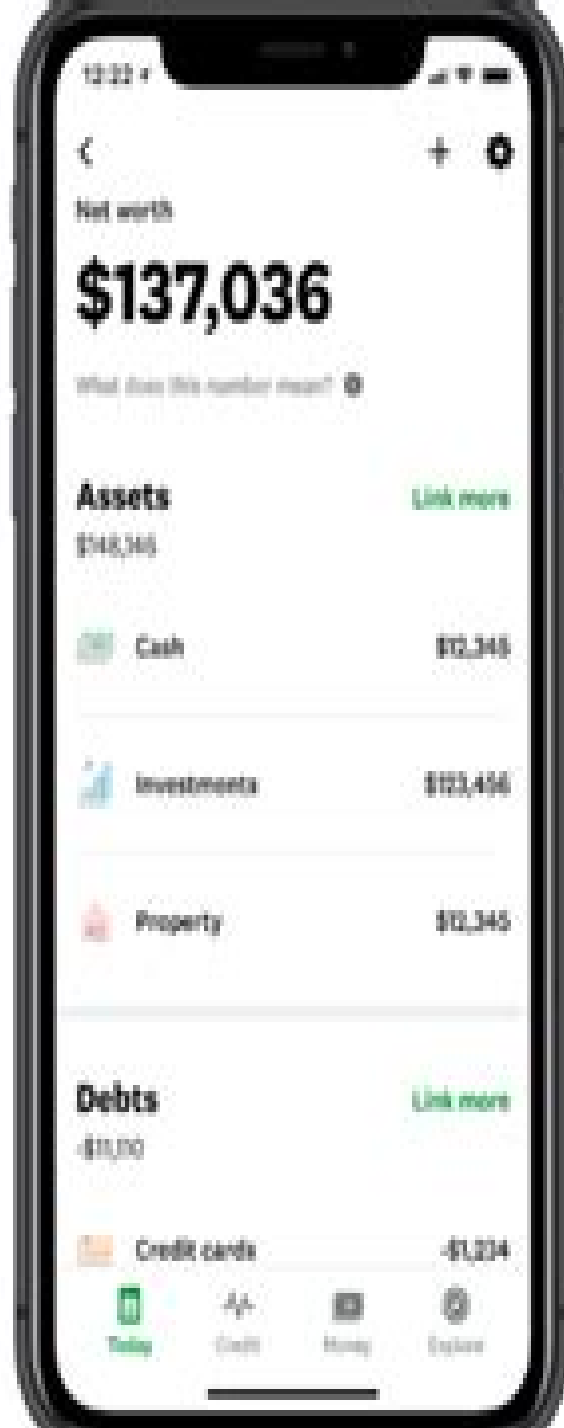 12:22
Net worth
$137,036
What does this number mean?
Assets Link more
$148,146
Cash $12,345
Investments $123,456
Property $12,345
Debts Link more
-$11,110
Credit cards -$1,234
Today Credit Money Explore